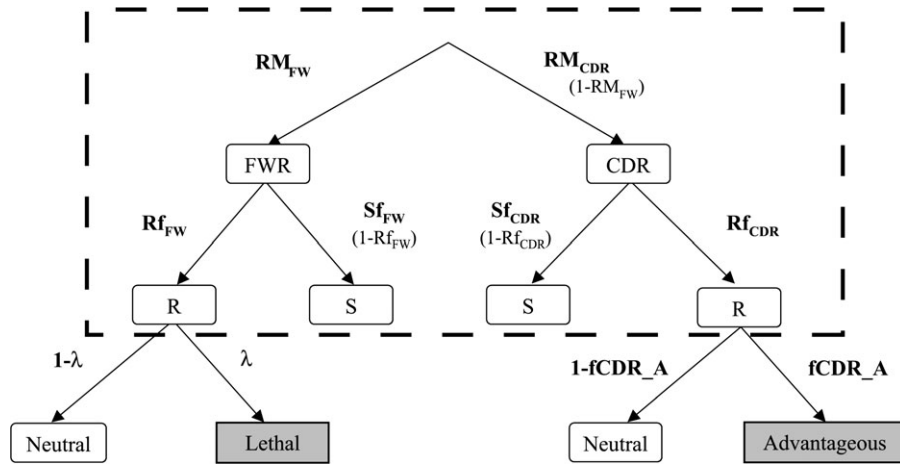 RM_FW
RM_CDR
(1-RM_FW)
FWR
CDR
Rf_FW
Sf_FW
(1-Rf_FW)
Sf_CDR
(1-Rf_CDR)
Rf_CDR
R
S
S
R
1-λ
λ
1-fCDR_A
fCDR_A
Neutral
Lethal
Neutral
Advantageous